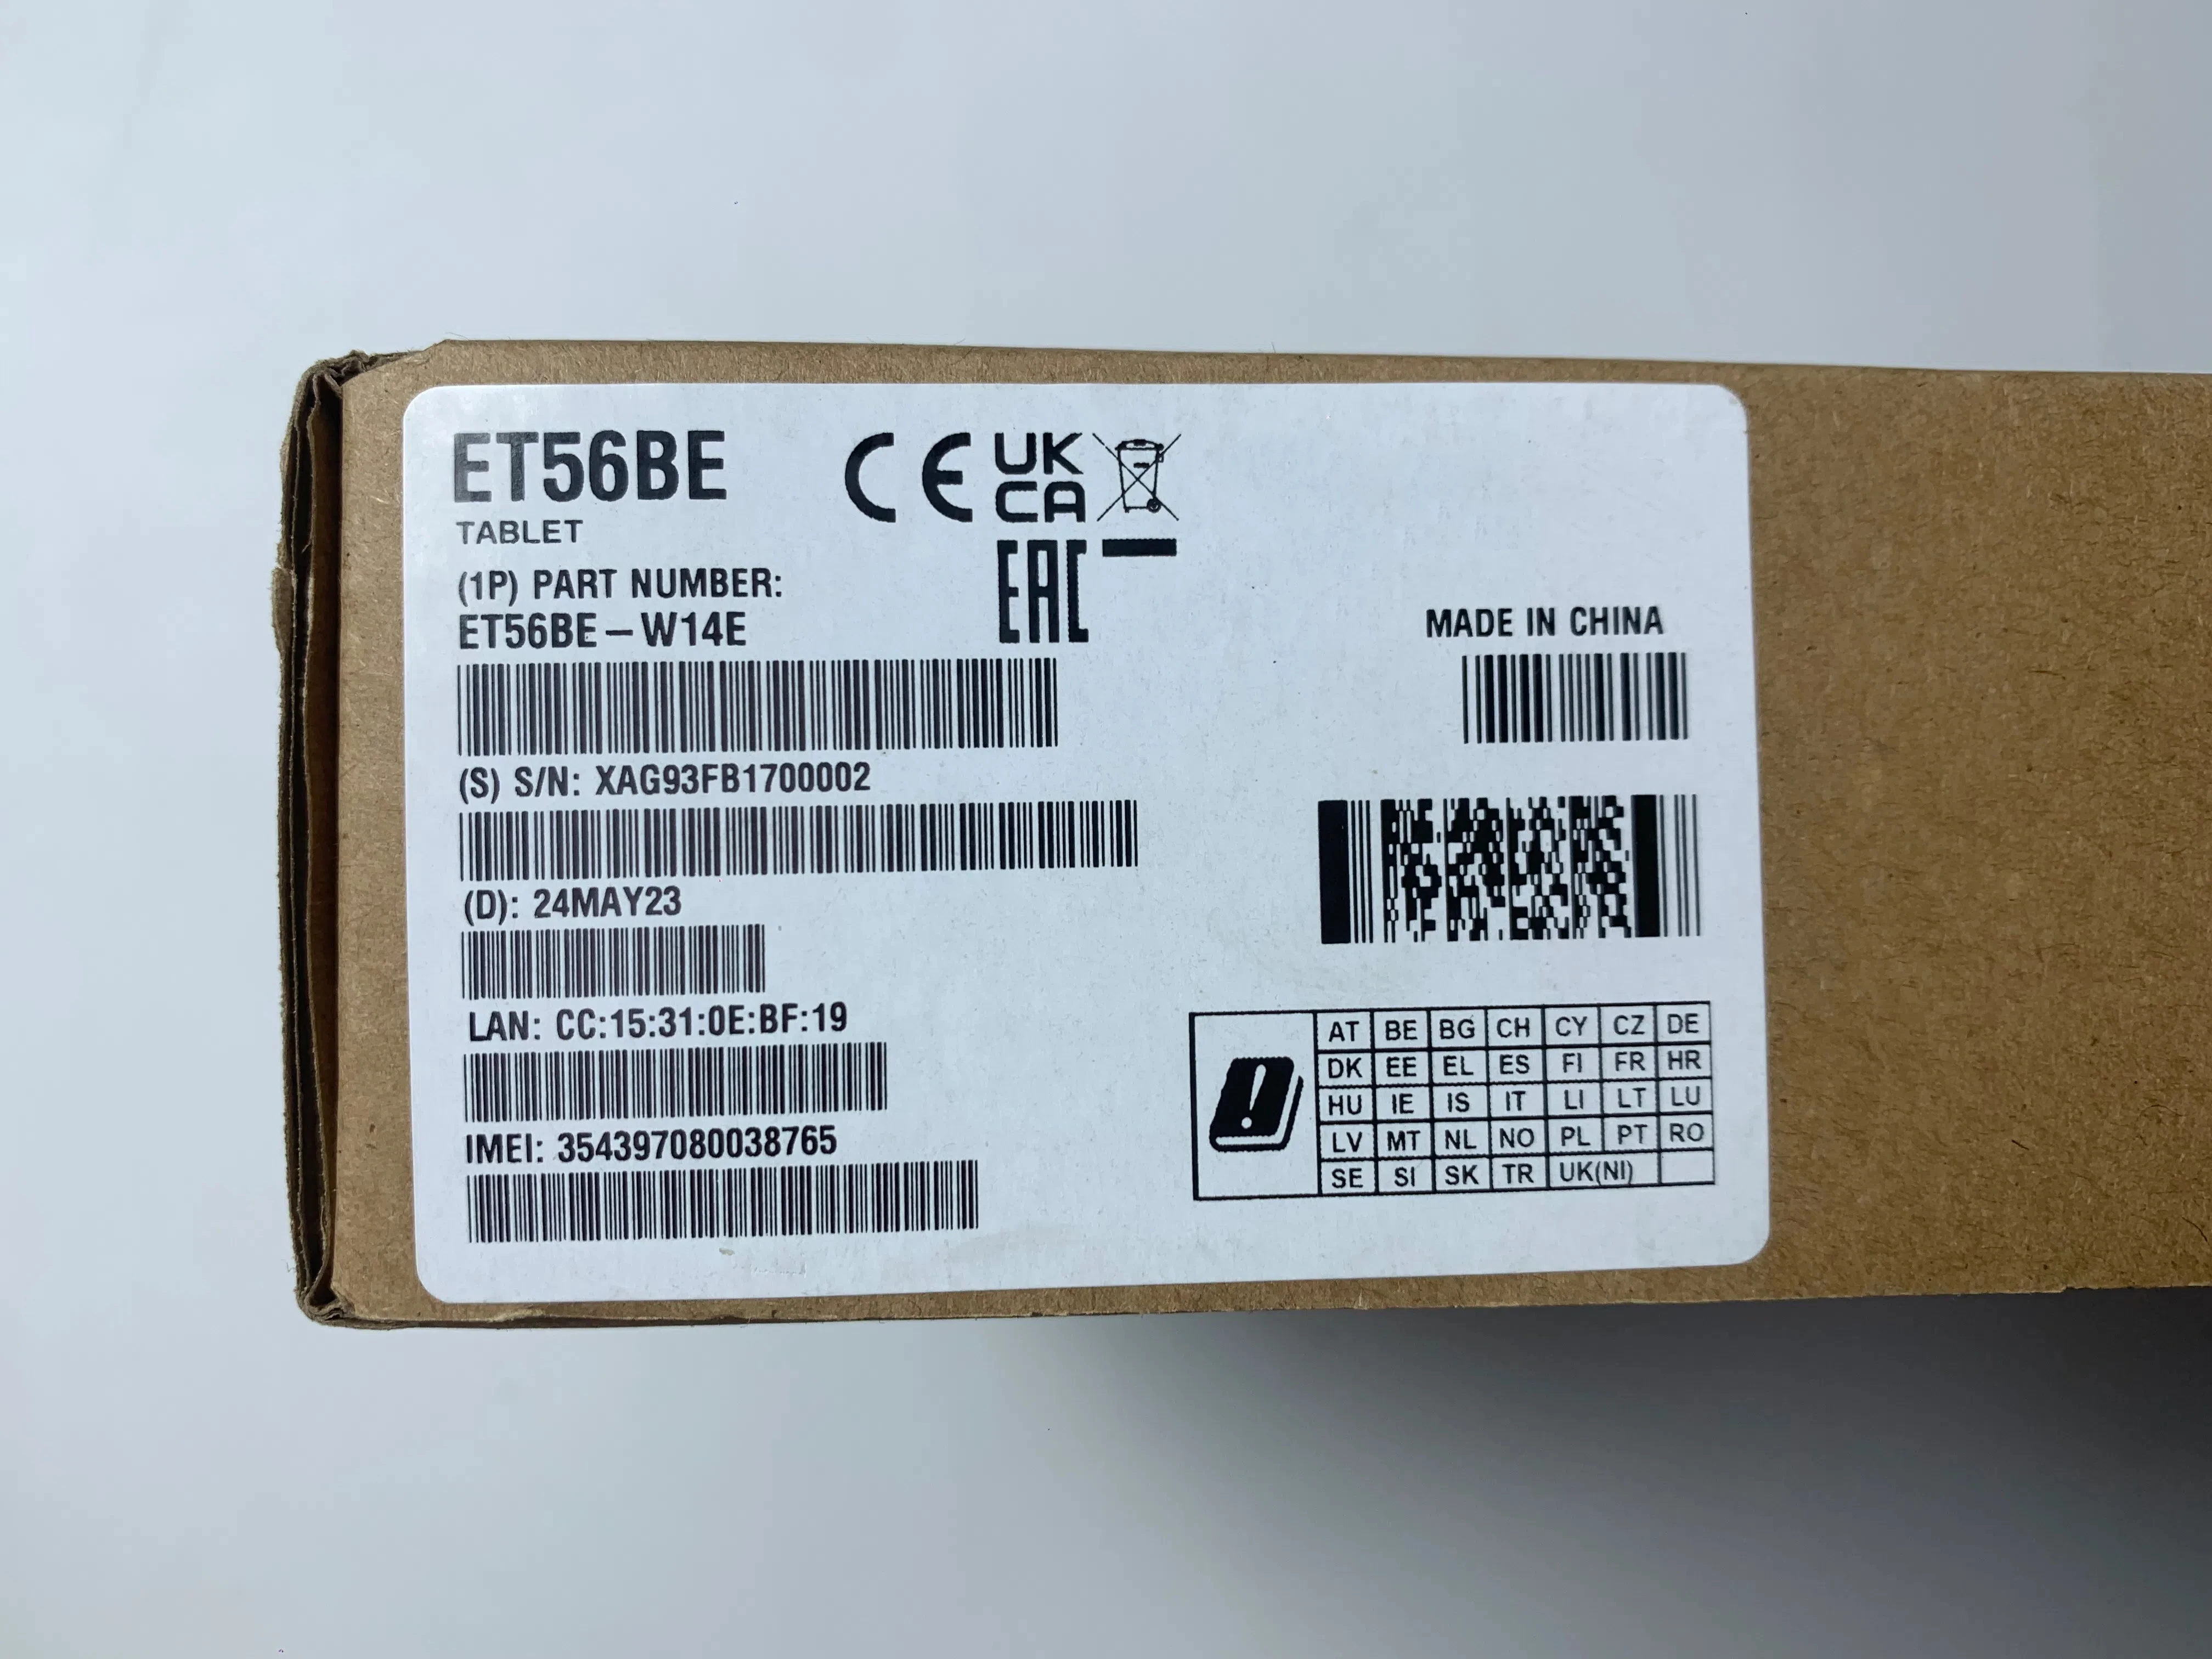 ET56BE
TABLET
CE UK CA
EAC
(1P) PART NUMBER:
ET56BE-W14E
(S) S/N: XAG93FB1700002
(D): 24MAY23
LAN: CC:15:31:0E:BF:19
IMEI: 354397080038765
MADE IN CHINA
AT BE BG CH CY CZ DE
DK EE EL ES FI FR HR
HU IE IS IT LI LT LU
LV MT NL NO PL PT RO
SE SI SK TR UK(NI)